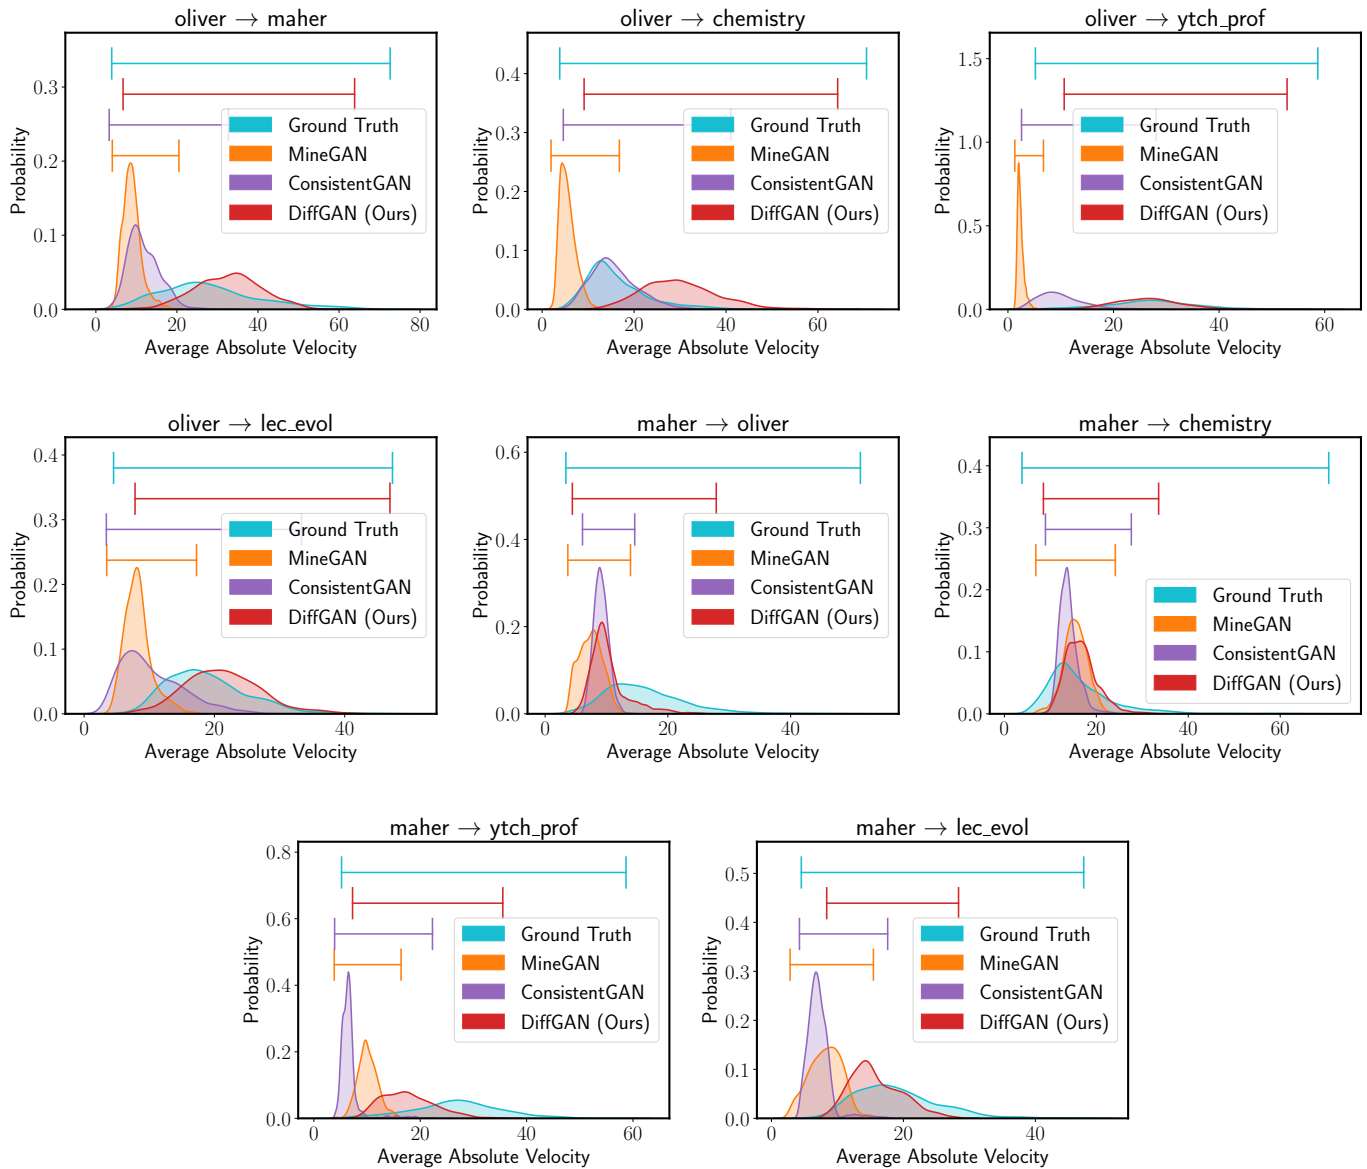 oliver → maher
0.3
0.2
0.1
0.0
Probability
Ground Truth
MineGAN
ConsistentGAN
DiffGAN (Ours)
0 20 40 60 80
Average Absolute Velocity
oliver → chemistry
0.4
0.3
0.2
0.1
0.0
Probability
Ground Truth
MineGAN
ConsistentGAN
DiffGAN (Ours)
0 20 40 60
Average Absolute Velocity
oliver → ytch_prof
1.5
1.0
0.5
0.0
Probability
Ground Truth
MineGAN
ConsistentGAN
DiffGAN (Ours)
0 20 40 60
Average Absolute Velocity
oliver → lec_evol
0.4
0.3
0.2
0.1
0.0
Probability
Ground Truth
MineGAN
ConsistentGAN
DiffGAN (Ours)
0 20 40
Average Absolute Velocity
maher → oliver
0.6
0.4
0.2
0.0
Probability
Ground Truth
MineGAN
ConsistentGAN
DiffGAN (Ours)
0 20 40
Average Absolute Velocity
maher → chemistry
0.4
0.3
0.2
0.1
0.0
Probability
Ground Truth
MineGAN
ConsistentGAN
DiffGAN (Ours)
0 20 40 60
Average Absolute Velocity
maher → ytch_prof
0.8
0.6
0.4
0.2
0.0
Probability
Ground Truth
MineGAN
ConsistentGAN
DiffGAN (Ours)
0 20 40 60
Average Absolute Velocity
maher → lec_evol
0.5
0.4
0.3
0.2
0.1
0.0
Probability
Ground Truth
MineGAN
ConsistentGAN
DiffGAN (Ours)
0 20 40
Average Absolute Velocity